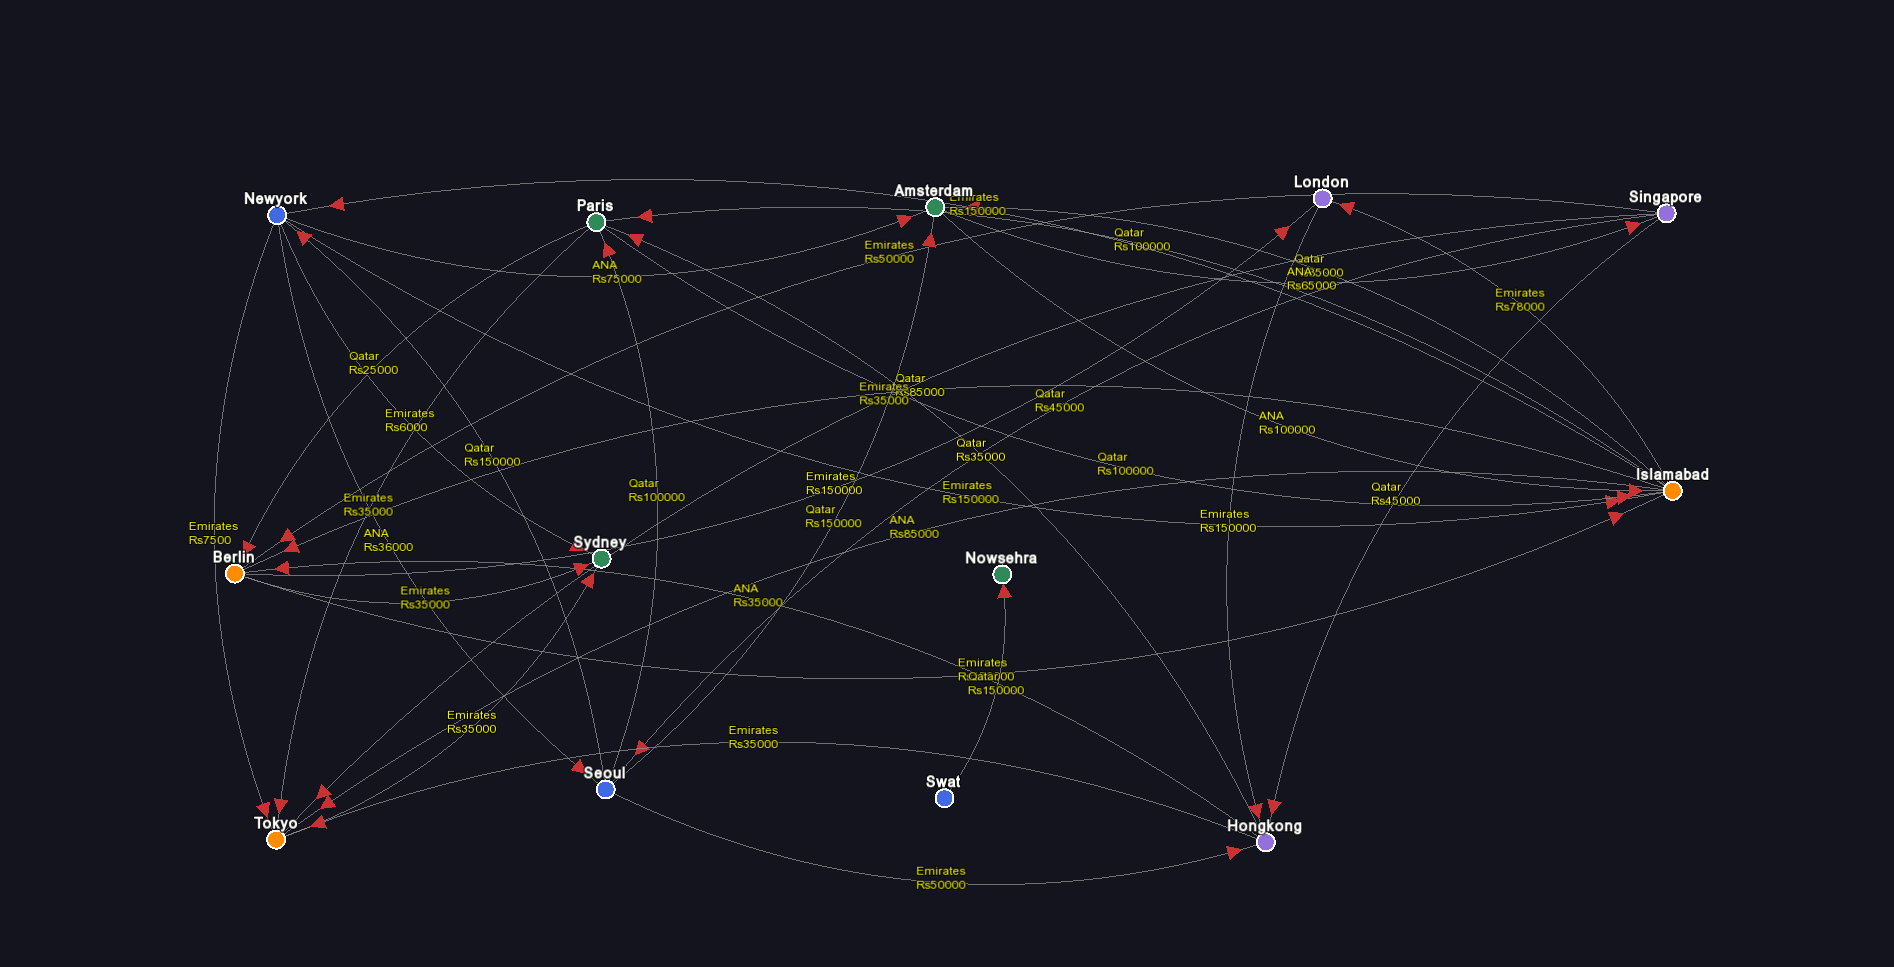 London
Newyork
Amsterdam
Singapore
Paris
Emirates
Rs150000
Qatar
Rs100000
Emirates
Rs50000
ANA
Rs75000
Qatar
ANA
Rs65000
Emirates
Rs78000
Qatar
Rs25000
Qatar
Rs85000
Emirates
Rs35000
Qatar
Rs45000
Emirates
Rs6000
ANA
Rs100000
Qatar
Rs150000
Qatar
Rs35000
Qatar
Rs100000
Islamabad
Emirates
Rs150000
Qatar
Rs100000
Emirates
Rs150000
Qatar
Rs45000
Emirates
Rs35000
Qatar
Rs150000
Emirates
Rs150000
ANA
Rs85000
Emirates
Rs7500
ANA
Rs36000
Berlin
Sydney
Nowsehra
Emirates
Rs35000
ANA
Rs35000
Emirates
Qatar
Rs150000
Emirates
Rs35000
Emirates
Rs35000
Seoul
Swat
Tokyo
Hongkong
Emirates
Rs50000